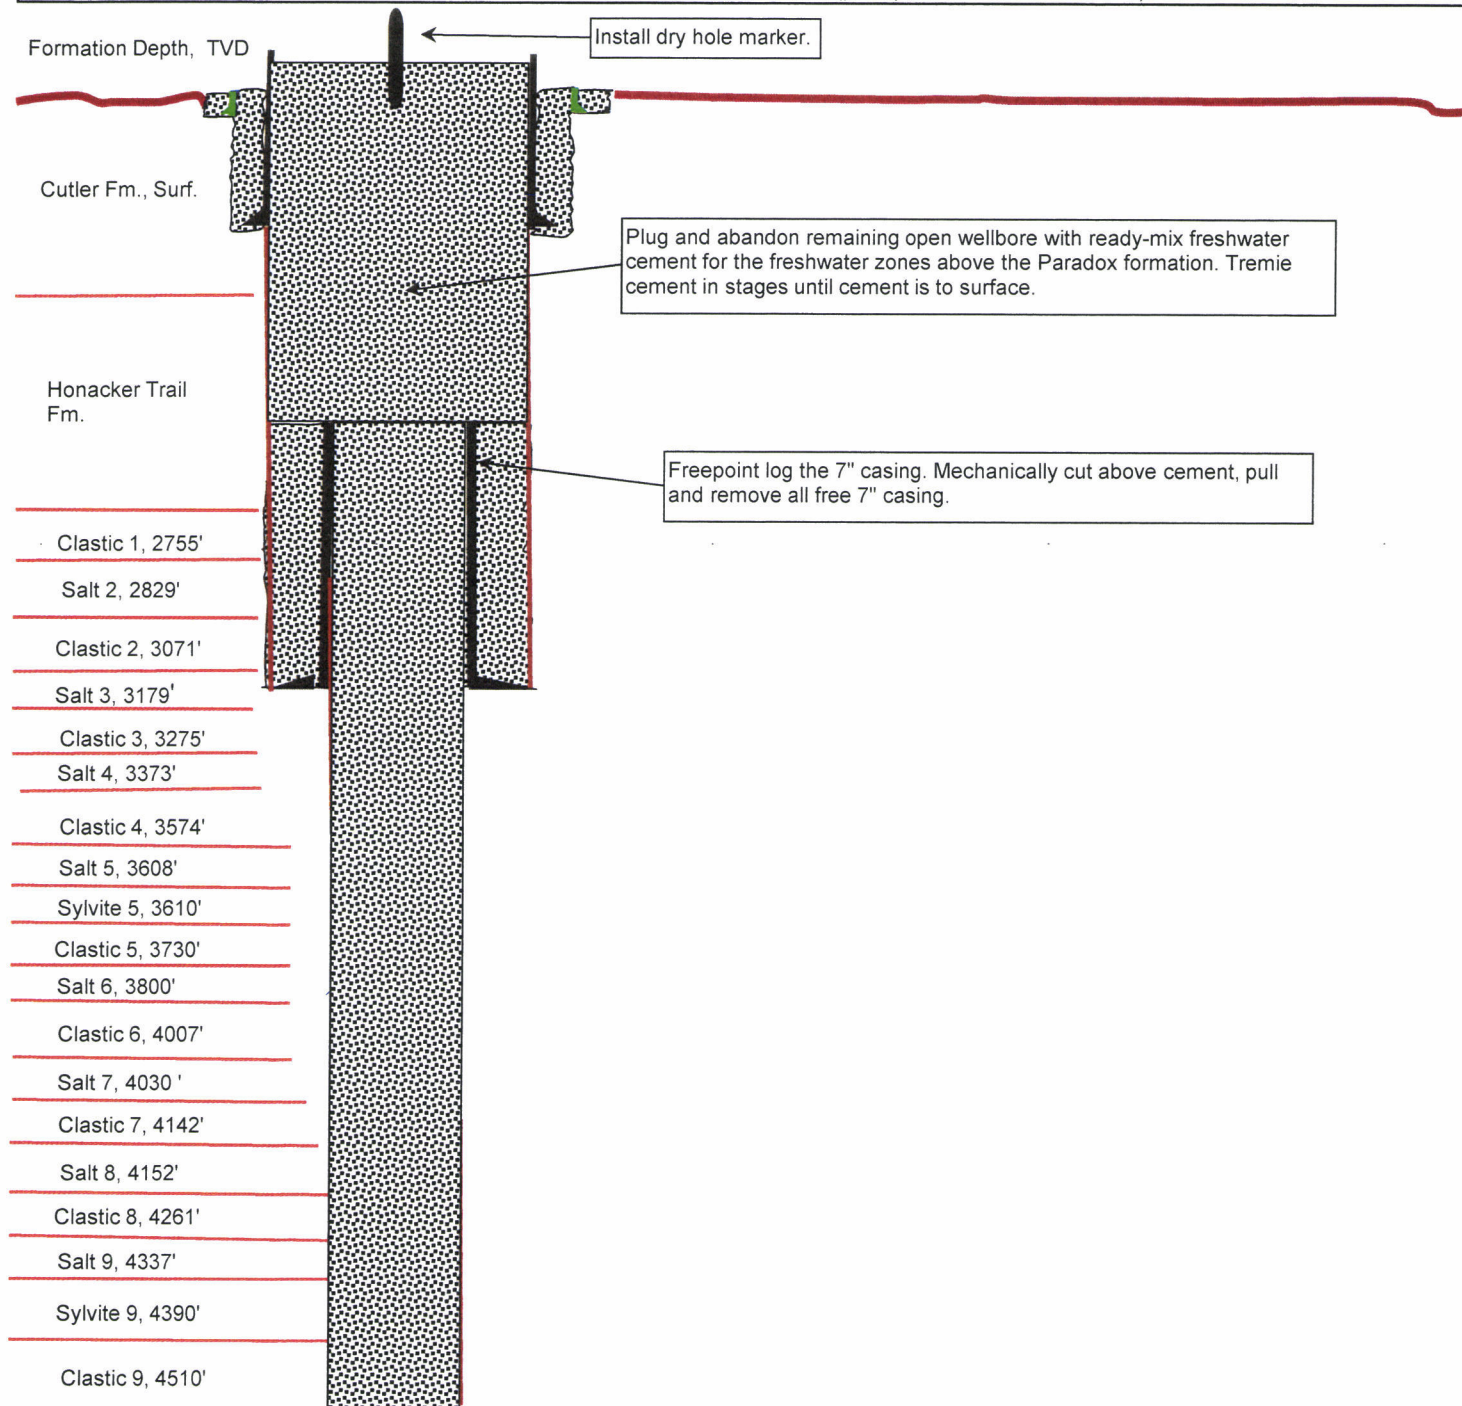 Formation Depth, TVD
Install dry hole marker.
Cutler Fm., Surf.
Plug and abandon remaining open wellbore with ready-mix freshwater
cement for the freshwater zones above the Paradox formation. Tremie
cement in stages until cement is to surface.
Honacker Trail
Fm.
Freepoint log the 7" casing. Mechanically cut above cement, pull
and remove all free 7" casing.
Clastic 1, 2755'
Salt 2, 2829'
Clastic 2, 3071'
Salt 3, 3179'
Clastic 3, 3275'
Salt 4, 3373'
Clastic 4, 3574'
Salt 5, 3608'
Sylvite 5, 3610'
Clastic 5, 3730'
Salt 6, 3800'
Clastic 6, 4007'
Salt 7, 4030 '
Clastic 7, 4142'
Salt 8, 4152'
Clastic 8, 4261'
Salt 9, 4337'
Sylvite 9, 4390'
Clastic 9, 4510'